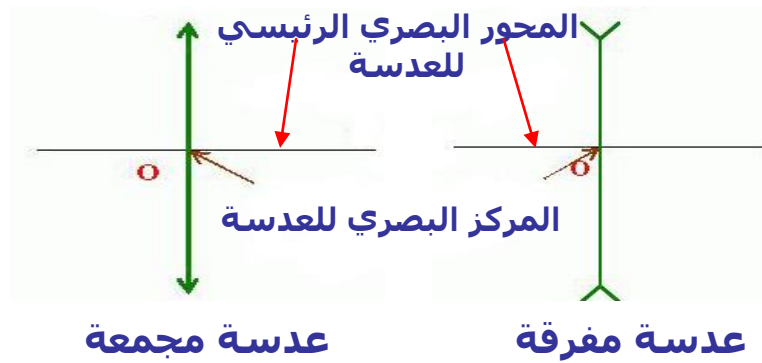 المحور البصري الرئيسي
للعدسة
O
O
المركز البصري للعدسة
عدسة مفرقة
عدسة مجمعة